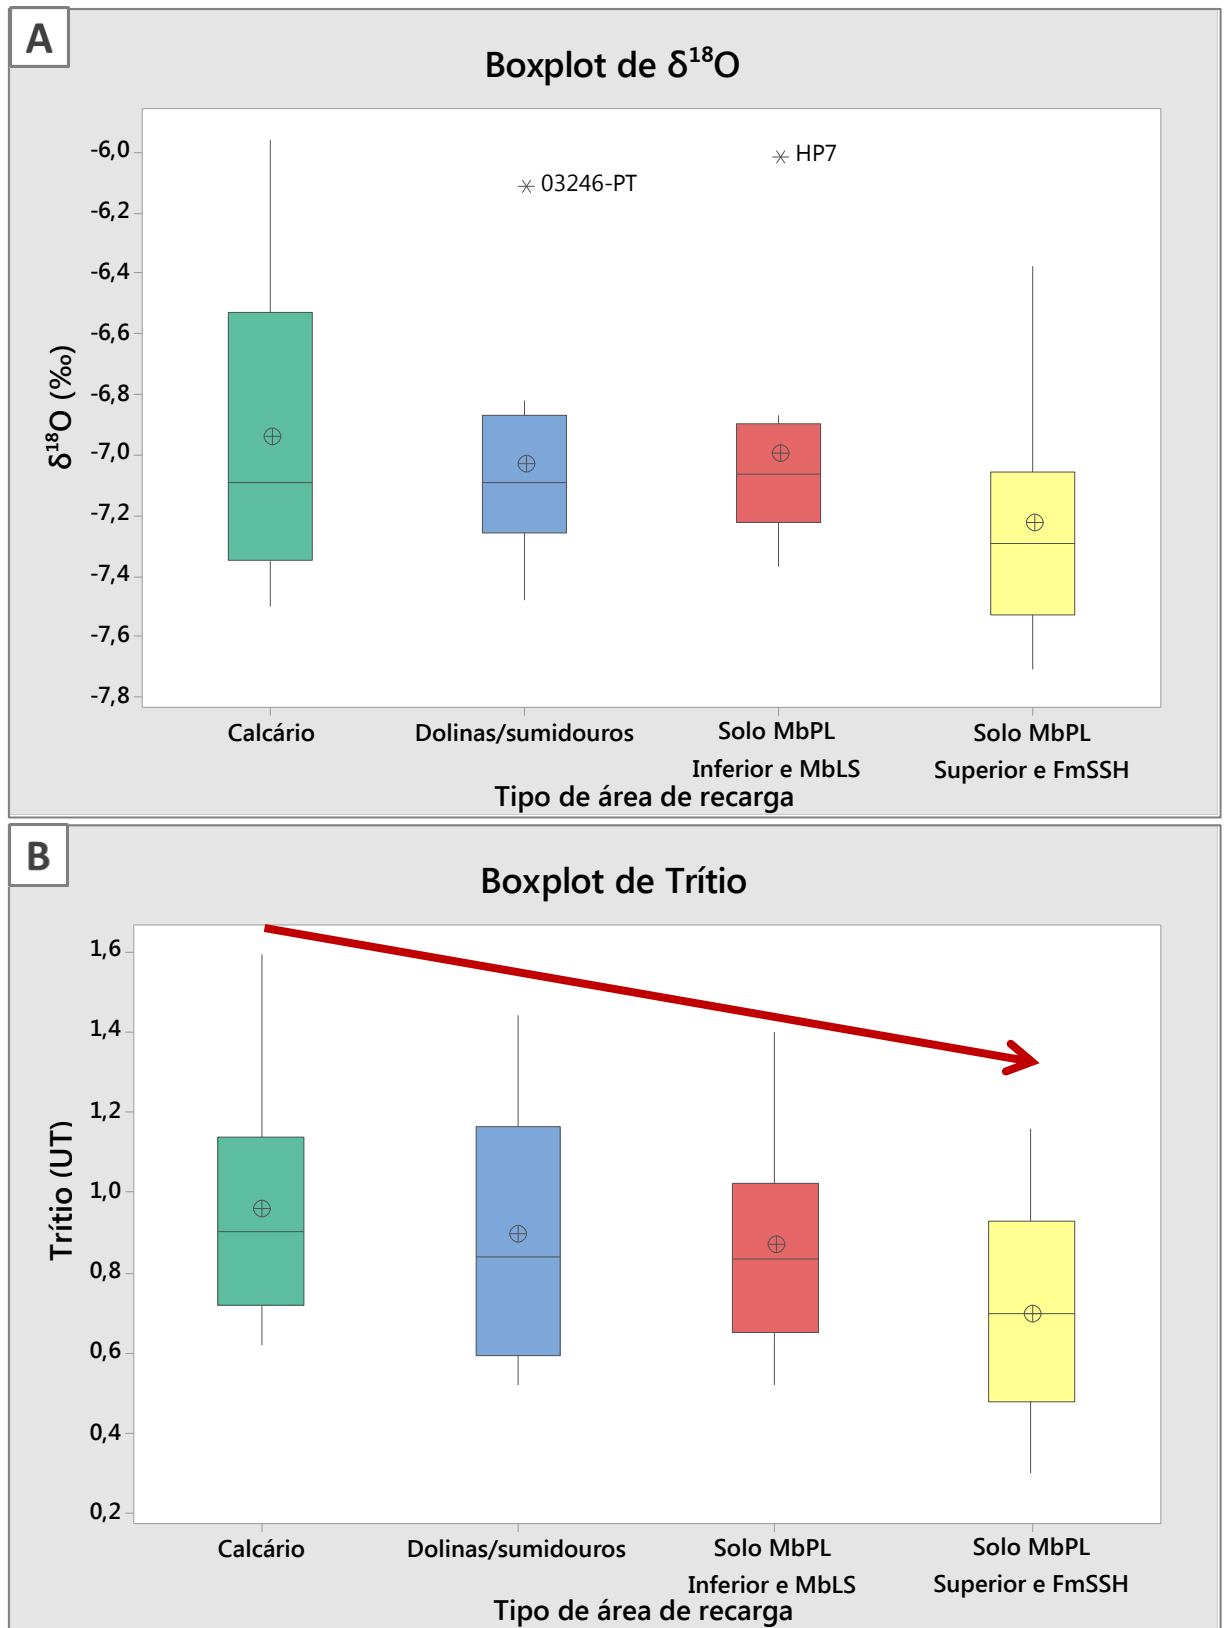 A
Boxplot de δ¹⁸O
δ¹⁸O (‰)
-6,0
-6,2
-6,4
-6,6
-6,8
-7,0
-7,2
-7,4
-7,6
-7,8
03246-PT
HP7
Calcário
Dolinas/sumidouros
Solo MbPL
Inferior e MbLS
Solo MbPL
Superior e FmSSH
Tipo de área de recarga
B
Boxplot de Trítio
Trítio (UT)
1,6
1,4
1,2
1,0
0,8
0,6
0,4
0,2
Calcário
Dolinas/sumidouros
Solo MbPL
Inferior e MbLS
Solo MbPL
Superior e FmSSH
Tipo de área de recarga